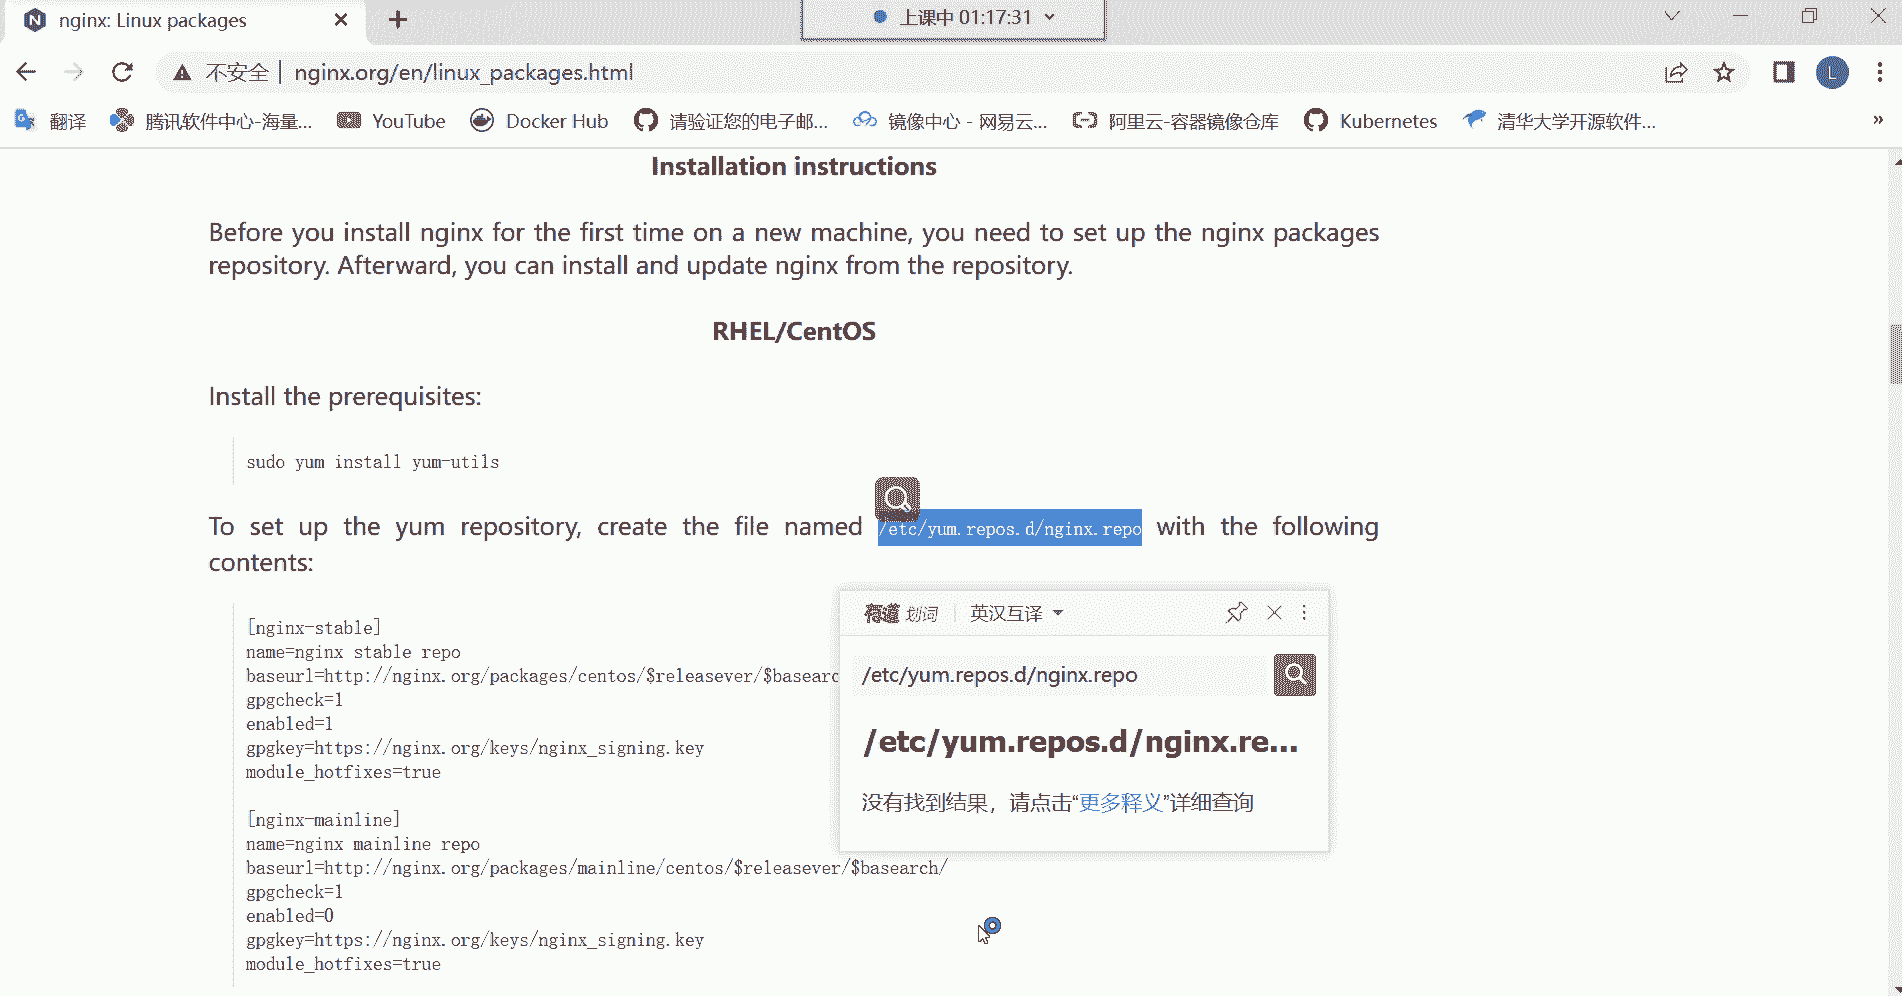 nginx: Linux packages
上课中 01:17:31
不安全 nginx.org/en/linux_packages.html
翻译 腾讯软件中心-海量... YouTube Docker Hub 请验证您的电子邮... 镜像中心 - 网易云... 阿里云-容器镜像仓库 Kubernetes 清华大学开源软件... »
Installation instructions
Before you install nginx for the first time on a new machine, you need to set up the nginx packages
repository. Afterward, you can install and update nginx from the repository.
RHEL/CentOS
Install the prerequisites:
sudo yum install yum-utils
To set up the yum repository, create the file named /etc/yum.repos.d/nginx.repo with the following
contents:
[nginx-stable]
name=nginx stable repo
baseurl=http://nginx.org/packages/centos/$releasever/$basearc
gpgcheck=1
enabled=1
gpgkey=https://nginx.org/keys/nginx_signing.key
module_hotfixes=true
[nginx-mainline]
name=nginx mainline repo
baseurl=http://nginx.org/packages/mainline/centos/$releasever/$basearch/
gpgcheck=1
enabled=0
gpgkey=https://nginx.org/keys/nginx_signing.key
module_hotfixes=true
有道 划词 英汉互译
/etc/yum.repos.d/nginx.repo
/etc/yum.repos.d/nginx.re...
没有找到结果，请点击“更多释义”详细查询
L